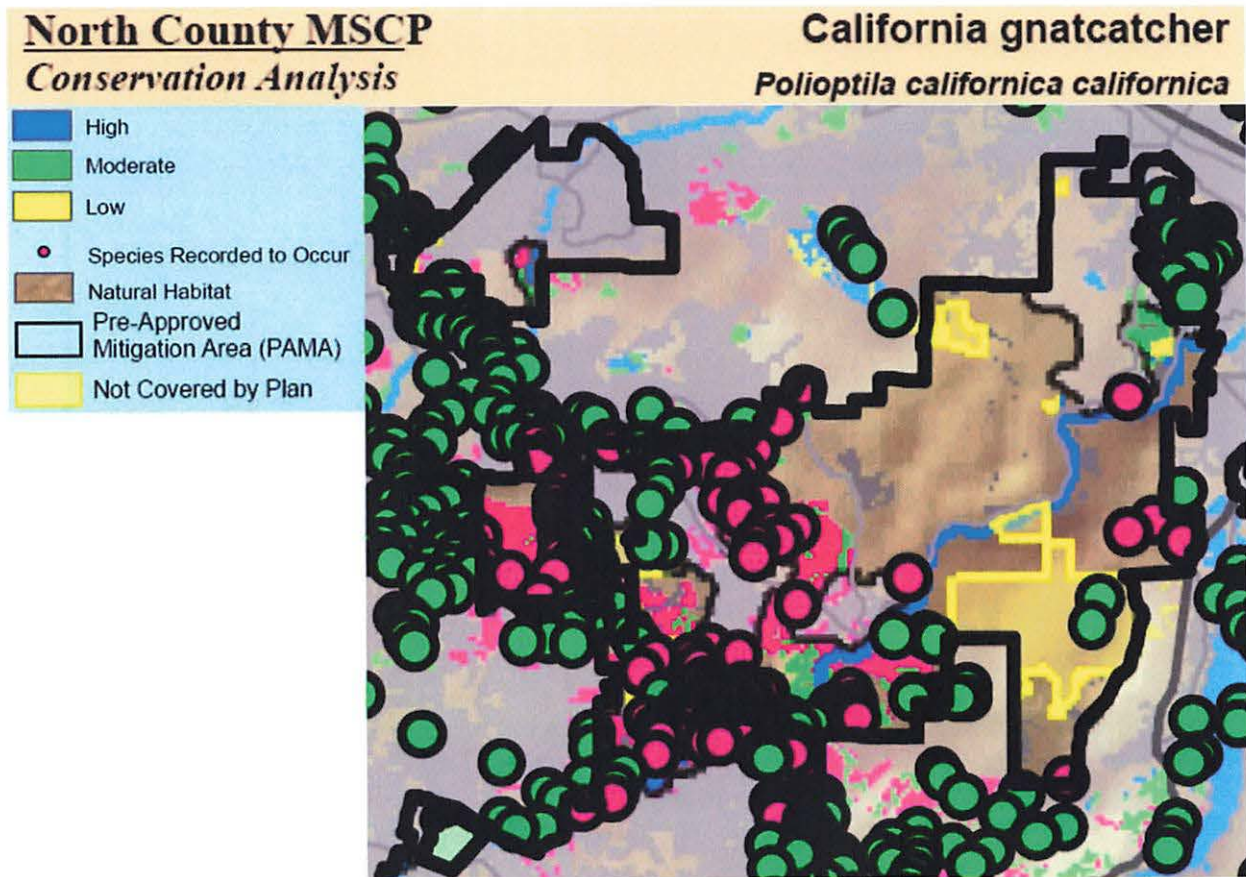 North County MSCP
Conservation Analysis
California gnatcatcher
Polioptila californica californica
High
Moderate
Low
Species Recorded to Occur
Natural Habitat
Pre-Approved
Mitigation Area (PAMA)
Not Covered by Plan